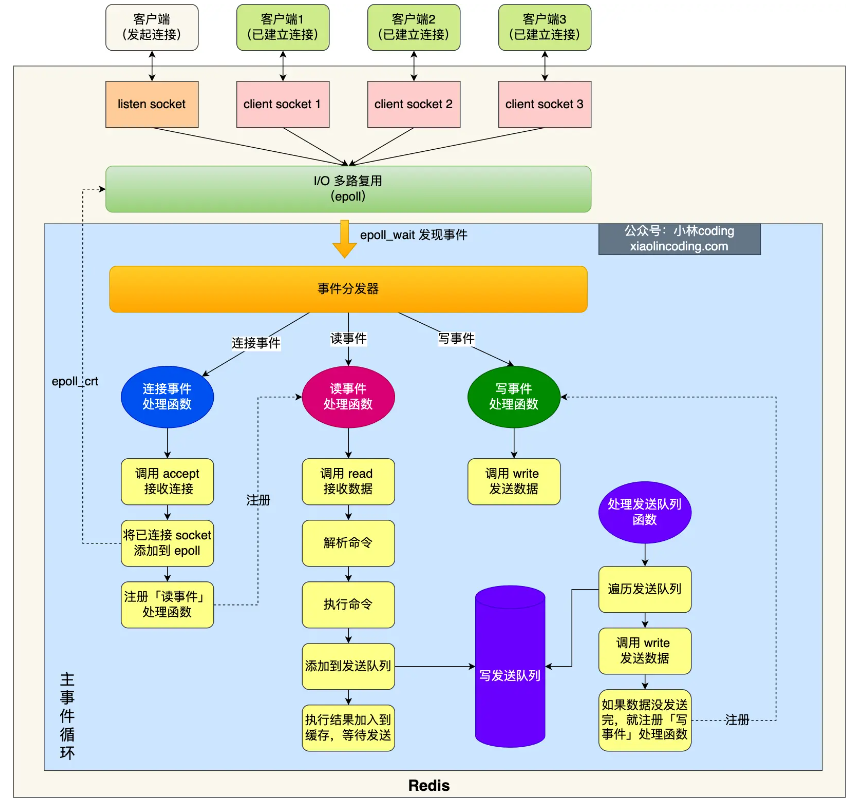 客户端
（发起连接）
客户端1
（已建立连接）
客户端2
（已建立连接）
客户端3
（已建立连接）
listen socket
client socket 1
client socket 2
client socket 3
I/O 多路复用
（epoll）
epoll_wait 发现事件
公众号：小林coding
xiaolincoding.com
事件分发器
连接事件
读事件
写事件
epoll_crt
连接事件
处理函数
读事件
处理函数
写事件
处理函数
调用 accept
接收连接
将已连接 socket
添加到 epoll
注册「读事件」
处理函数
注册
调用 read
接收数据
解析命令
执行命令
添加到发送队列
执行结果加入到
缓存，等待发送
调用 write
发送数据
写发送队列
处理发送队列
函数
遍历发送队列
调用 write
发送数据
如果数据没发送
完，就注册「写
事件」处理函数
注册
主
事
件
循
环
Redis